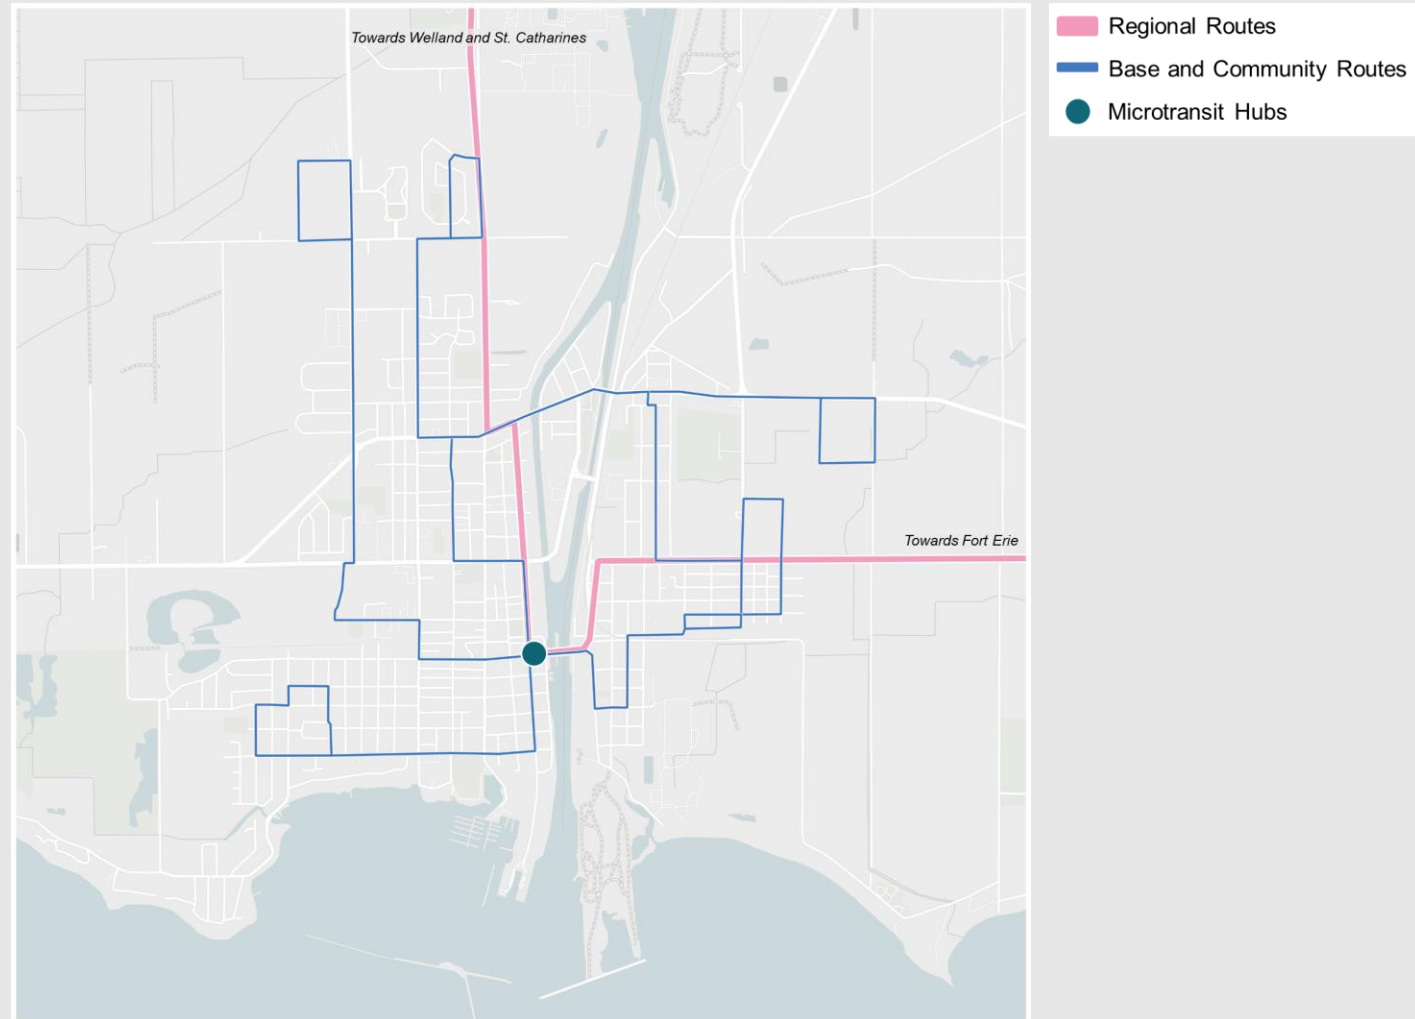 Towards Welland and St. Catharines
Towards Fort Erie
Regional Routes
Base and Community Routes
Microtransit Hubs